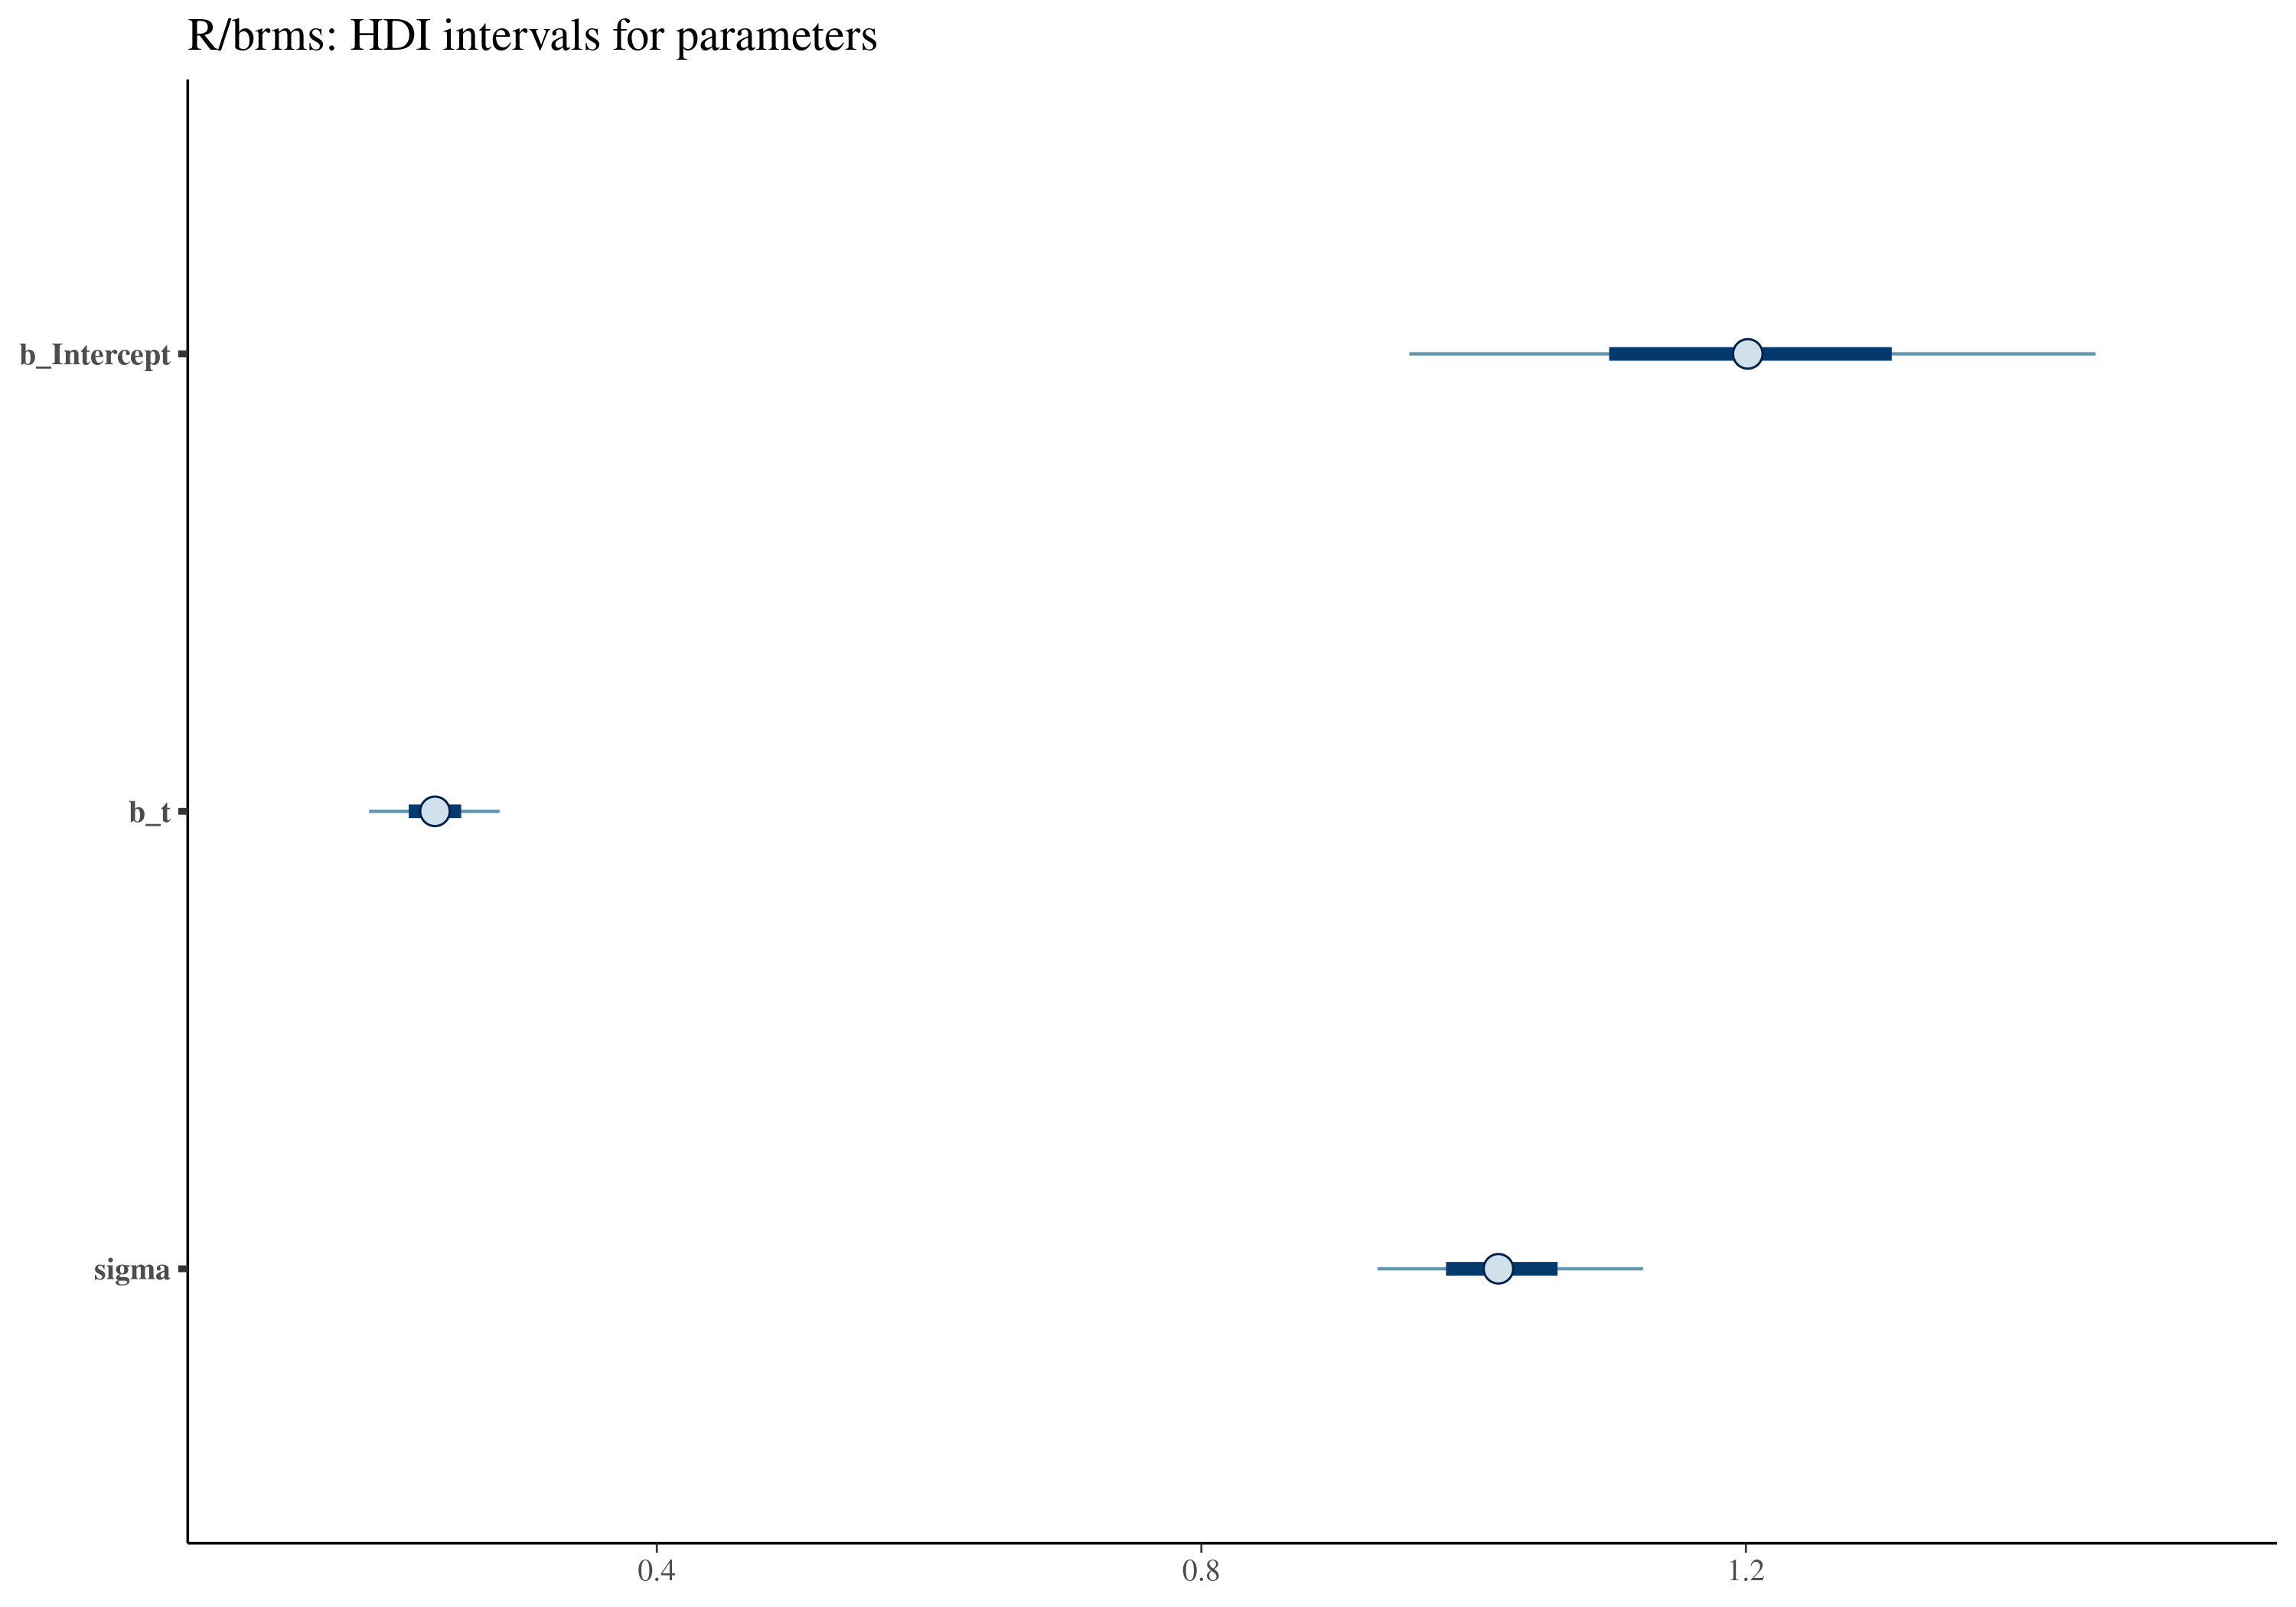 R/brms: HDI intervals for parameters
b_Intercept
b_t
sigma
0.4
0.8
1.2